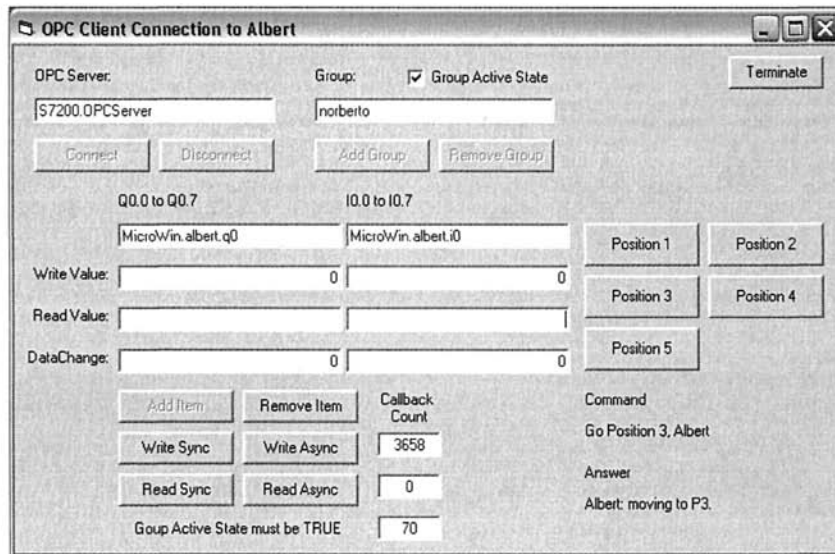 OPC Client Connection to Albert
OPC Server: Group: Group Active State Terminate
S7200.OPCServer norberto
Connect Disconnect Add Group Remove Group
Q0.0 to Q0.7 I0.0 to I0.7
MicroWin.albert.q0 MicroWin.albert.i0 Position 1 Position 2
Write Value: 0 0
Position 3 Position 4
Read Value:
Position 5
DataChange: 0 0
Add Item Remove Item Callback Count Command
Write Sync Write Async 3658 Go Position 3, Albert
Read Sync Read Async 0 Answer
Albert: moving to P3.
Goup Active State must be TRUE 70